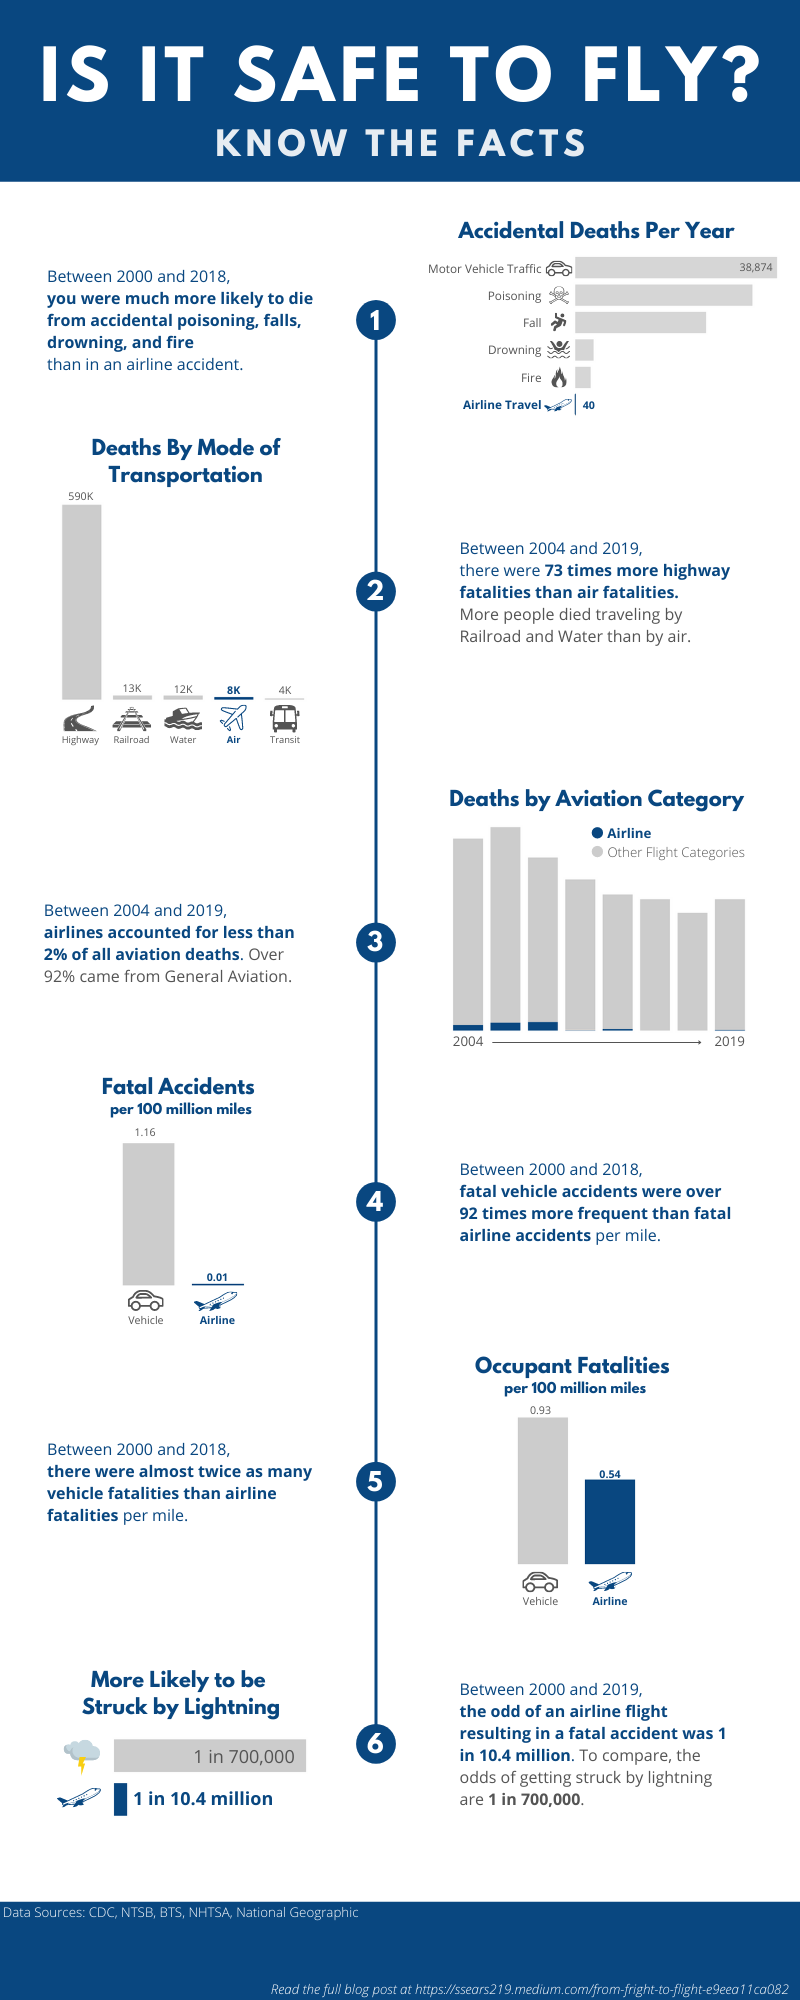 IS IT SAFE TO FLY?
KNOW THE FACTS
Between 2000 and 2018,
you were much more likely to die
from accidental poisoning, falls,
drowning, and fire
than in an airline accident.
1
Accidental Deaths Per Year
Motor Vehicle Traffic 38,874
Poisoning
Fall
Drowning
Fire
Airline Travel 40
Deaths By Mode of
Transportation
590K
13K 12K 8K 4K
Highway Railroad Water Air Transit
2
Between 2004 and 2019,
there were 73 times more highway
fatalities than air fatalities.
More people died traveling by
Railroad and Water than by air.
Between 2004 and 2019,
airlines accounted for less than
2% of all aviation deaths. Over
92% came from General Aviation.
3
Deaths by Aviation Category
Airline
Other Flight Categories
2004 2019
Fatal Accidents
per 100 million miles
1.16
0.01
Vehicle Airline
4
Between 2000 and 2018,
fatal vehicle accidents were over
92 times more frequent than fatal
airline accidents per mile.
Between 2000 and 2018,
there were almost twice as many
vehicle fatalities than airline
fatalities per mile.
5
Occupant Fatalities
per 100 million miles
0.93
0.54
Vehicle Airline
More Likely to be
Struck by Lightning
1 in 700,000
1 in 10.4 million
6
Between 2000 and 2019,
the odd of an airline flight
resulting in a fatal accident was 1
in 10.4 million. To compare, the
odds of getting struck by lightning
are 1 in 700,000.
Data Sources: CDC, NTSB, BTS, NHTSA, National Geographic
Read the full blog post at https://ssears219.medium.com/from-fright-to-flight-e9eea11ca082